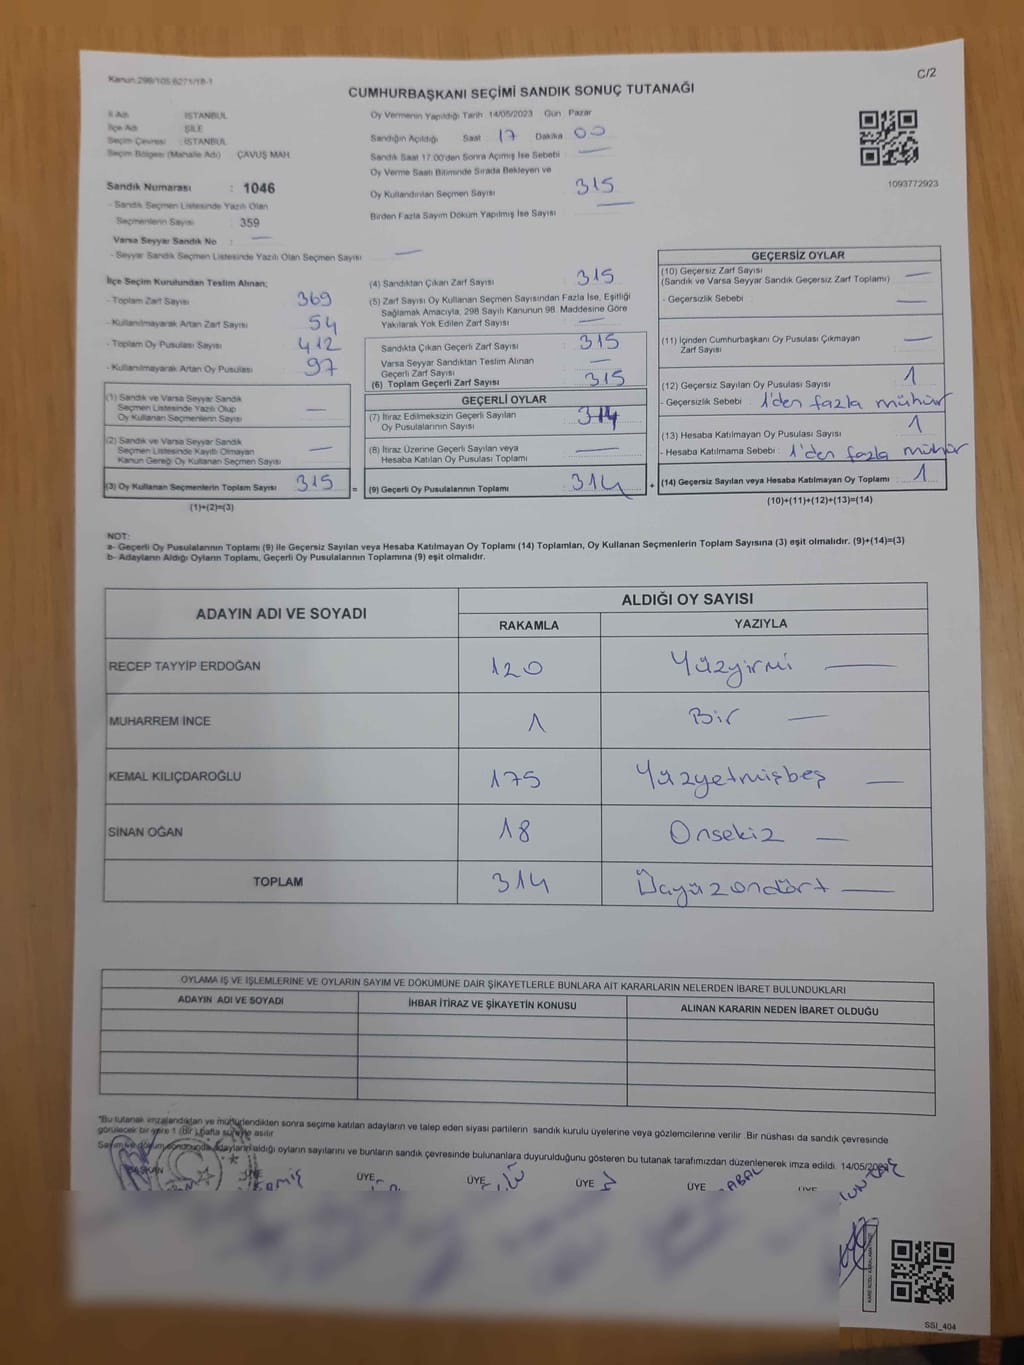 Kanun:298/105 6271/18-1
C/2
CUMHURBAŞKANI SEÇİMİ SANDIK SONUÇ TUTANAĞI
İl Adı : İSTANBUL
İlçe Adı : ŞİLE
Seçim Çevresi : İSTANBUL
Seçim Bölgesi (Mahalle Adı) : ÇAVUŞ MAH.
Sandık Numarası : 1046
- Sandık Seçmen Listesinde Yazılı Olan
Seçmenlerin Sayısı : 359
Varsa Seyyar Sandık No : —
- Seyyar Sandık Seçmen Listesinde Yazılı Olan Seçmen Sayısı : —
Oy Vermenin Yapıldığı Tarih 14/05/2023 Gün Pazar
Sandığın Açıldığı Saat 17 Dakika 00
Sandık Saat 17:00'den Sonra Açımış İse Sebebi : —
Oy Verme Saati Bitiminde Sırada Bekleyen ve
Oy Kullandırılan Seçmen Sayısı : 315
Birden Fazla Sayım Döküm Yapılmış İse Sayısı : —
1093772923
İlçe Seçim Kurulundan Teslim Alınan;
- Toplam Zarf Sayısı : 369
- Kullanılmayarak Artan Zarf Sayısı : 54
- Toplam Oy Pusulası Sayısı : 412
- Kullanılmayarak Artan Oy Pusulası : 97
(1) Sandık ve Varsa Seyyar Sandık
Seçmen Listesinde Yazılı Olup
Oy Kullanan Seçmenlerin Sayısı : —
(2) Sandık ve Varsa Seyyar Sandık
Seçmen Listesinde Kayıtlı Olmayan
Kanun Gereği Oy Kullanan Seçmen Sayısı : —
(3) Oy Kullanan Seçmenlerin Toplam Sayısı : 315 =
(1)+(2)=(3)
(4) Sandıktan Çıkan Zarf Sayısı : 315
(5) Zarf Sayısı Oy Kullanan Seçmen Sayısından Fazla İse, Eşitliği
Sağlamak Amacıyla, 298 Sayılı Kanunun 98. Maddesine Göre
Yakılarak Yok Edilen Zarf Sayısı : —
Sandıkta Çıkan Geçerli Zarf Sayısı : 315
Varsa Seyyar Sandıktan Teslim Alınan
Geçerli Zarf Sayısı : —
(6) Toplam Geçerli Zarf Sayısı : 315
GEÇERLİ OYLAR
(7) İtiraz Edilmeksizin Geçerli Sayılan
Oy Pusulalarının Sayısı : 314
(8) İtiraz Üzerine Geçerli Sayılan veya
Hesaba Katılan Oy Pusulası Toplamı : —
(9) Geçerli Oy Pusulalarının Toplamı : 314 +
GEÇERSİZ OYLAR
(10) Geçersiz Zarf Sayısı
(Sandık ve Varsa Seyyar Sandık Geçersiz Zarf Toplamı) : —
- Geçersizlik Sebebi : —
(11) İçinden Cumhurbaşkanı Oy Pusulası Çıkmayan
Zarf Sayısı : —
(12) Geçersiz Sayılan Oy Pusulası Sayısı : 1
- Geçersizlik Sebebi : 1'den fazla mühür
(13) Hesaba Katılmayan Oy Pusulası Sayısı : 1
- Hesaba Katılmama Sebebi : 1'den fazla mühür
(14) Geçersiz Sayılan veya Hesaba Katılmayan Oy Toplamı : 1
(10)+(11)+(12)+(13)=(14)
NOT:
a- Geçerli Oy Pusulalarının Toplamı (9) ile Geçersiz Sayılan veya Hesaba Katılmayan Oy Toplamı (14) Toplamları, Oy Kullanan Seçmenlerin Toplam Sayısına (3) eşit olmalıdır. (9)+(14)=(3)
b- Adayların Aldığı Oyların Toplamı, Geçerli Oy Pusulalarının Toplamına (9) eşit olmalıdır.
ADAYIN ADI VE SOYADI
ALDIĞI OY SAYISI
RAKAMLA YAZIYLA
RECEP TAYYİP ERDOĞAN 120 Yüzyirmi —
MUHARREM İNCE 1 Bir —
KEMAL KILIÇDAROĞLU 175 Yüzyetmişbeş —
SİNAN OĞAN 18 Onsekiz —
TOPLAM 314 Üçyüzondört —
OYLAMA İŞ VE İŞLEMLERİNE VE OYLARIN SAYIM VE DÖKÜMÜNE DAİR ŞİKAYETLERLE BUNLARA AİT KARARLARIN NELERDEN İBARET BULUNDUKLARI
ADAYIN ADI VE SOYADI İHBAR İTİRAZ VE ŞİKAYETİN KONUSU ALINAN KARARIN NEDEN İBARET OLDUĞU
*Bu tutanak imzalandıktan ve mühürlendikten sonra seçime katılan adayların ve talep eden siyasi partilerin sandık kurulu üyelerine veya gözlemcilerine verilir .Bir nüshası da sandık çevresinde
görülecek bir yere 1 (Bir ) hafta süreyle asılır
Sayım ve döküm sonucunda adayların aldığı oyların sayılarını ve bunların sandık çevresinde bulunanlara duyurulduğunu gösteren bu tutanak tarafımızdan düzenlenerek imza edildi. 14/05/2023
BAŞKAN ÜYE ÜYE ÜYE ÜYE
SSI_404